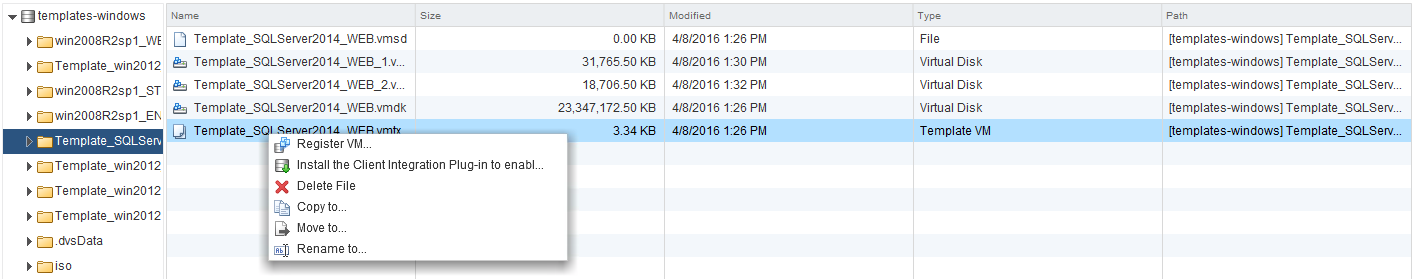 templates-windows
win2008R2sp1_WE
Template_win2012
win2008R2sp1_ST
win2008R2sp1_EN
Template_SQLServ
Template_win2012
Template_win2012
Template_win2012
.dvsData
iso
Name Size Modified Type Path
Template_SQLServer2014_WEB.vmsd 0.00 KB 4/8/2016 1:26 PM File [templates-windows] Template_SQLServ...
Template_SQLServer2014_WEB_1.v... 31,765.50 KB 4/8/2016 1:30 PM Virtual Disk [templates-windows] Template_SQLServ...
Template_SQLServer2014_WEB_2.v... 18,706.50 KB 4/8/2016 1:32 PM Virtual Disk [templates-windows] Template_SQLServ...
Template_SQLServer2014_WEB.vmdk 23,347,172.50 KB 4/8/2016 1:26 PM Virtual Disk [templates-windows] Template_SQLServ...
Template_SQLServer2014_WEB.vmtx 3.34 KB 4/8/2016 1:26 PM Template VM [templates-windows] Template_SQLServ...
Register VM...
Install the Client Integration Plug-in to enabl...
Delete File
Copy to...
Move to...
Rename to...